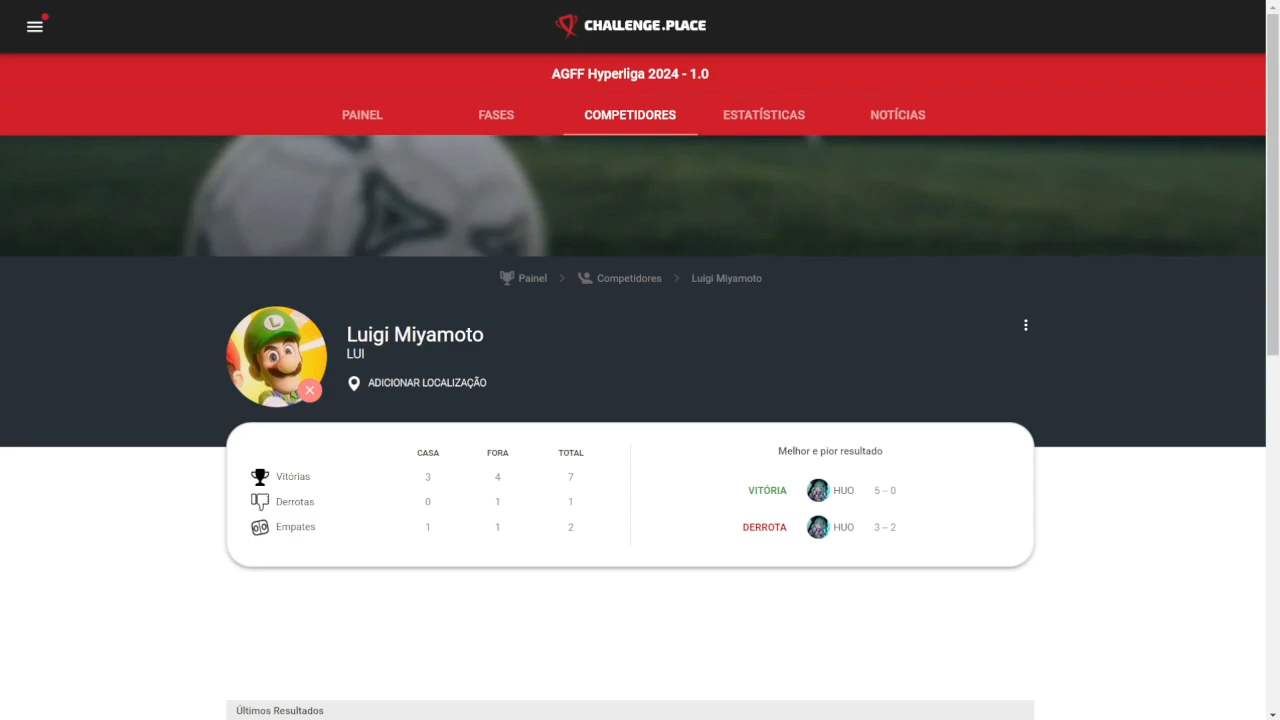 CHALLENGE.PLACE
AGFF Hyperliga 2024 - 1.0
PAINEL FASES COMPETIDORES ESTATÍSTICAS NOTÍCIAS
Painel > Competidores > Luigi Miyamoto
Luigi Miyamoto
LUI
ADICIONAR LOCALIZAÇÃO
CASA FORA TOTAL
Vitórias 3 4 7
Derrotas 0 1 1
Empates 1 1 2
Melhor e pior resultado
VITÓRIA HUO 5 – 0
DERROTA HUO 3 – 2
Últimos Resultados